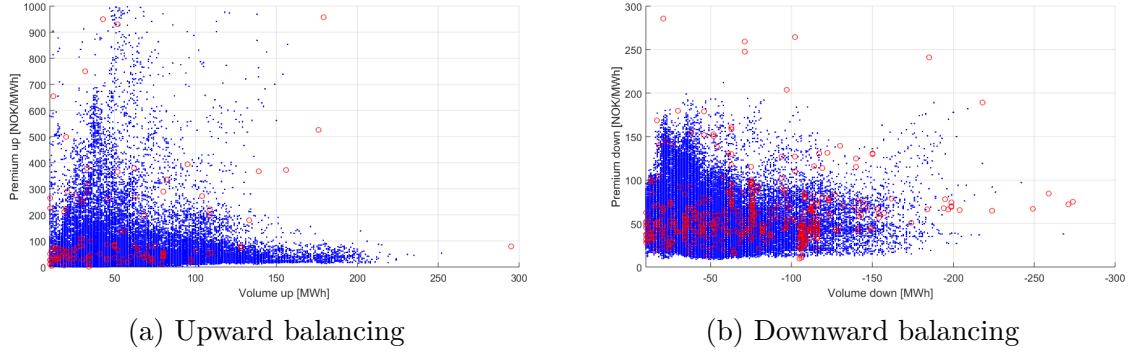 1000
900
800
700
600
500
400
300
200
100
0
Premium up [NOK/MWh]
50 100 150 200 250 300
Volume up [MWh]
(a) Upward balancing
300
250
200
150
100
50
0
Premium down [NOK/MWh]
-50 -100 -150 -200 -250 -300
Volume down [MWh]
(b) Downward balancing